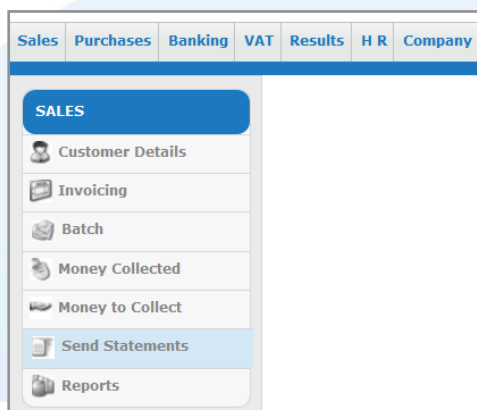 Sales Purchases Banking VAT Results H R Company
SALES
Customer Details
Invoicing
Batch
Money Collected
Money to Collect
Send Statements
Reports